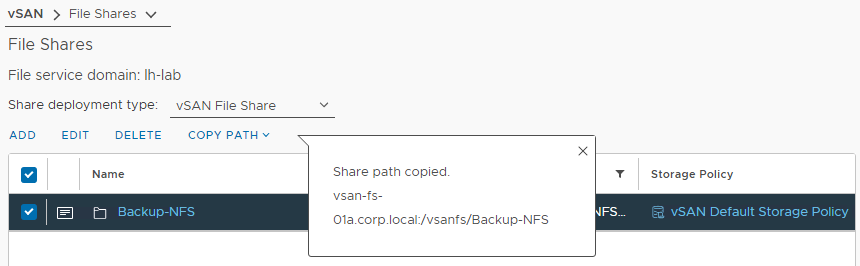 vSAN > File Shares
File Shares
File service domain: lh-lab
Share deployment type: vSAN File Share
ADD EDIT DELETE COPY PATH
Share path copied.
vsan-fs-
01a.corp.local:/vsanfs/Backup-NFS
Name Storage Policy
Backup-NFS NFS... vSAN Default Storage Policy